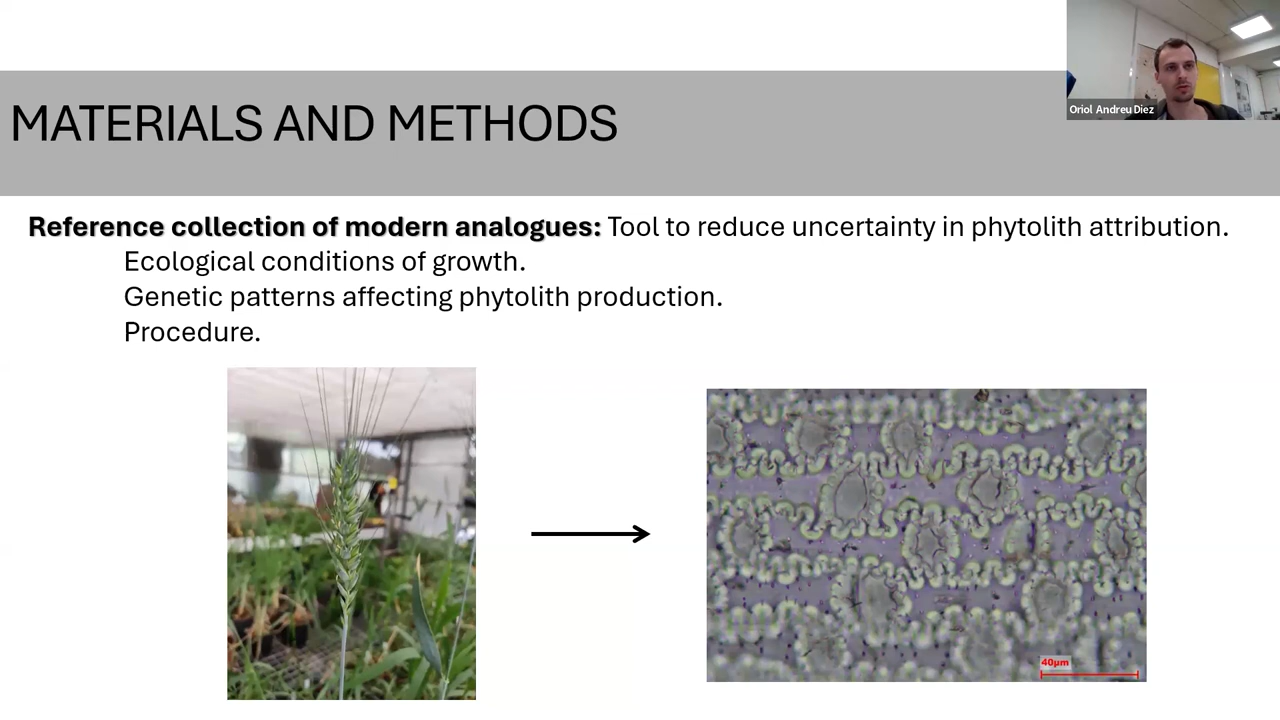 Oriol Andreu Diez
MATERIALS AND METHODS
Reference collection of modern analogues: Tool to reduce uncertainty in phytolith attribution.
Ecological conditions of growth.
Genetic patterns affecting phytolith production.
Procedure.
40µm